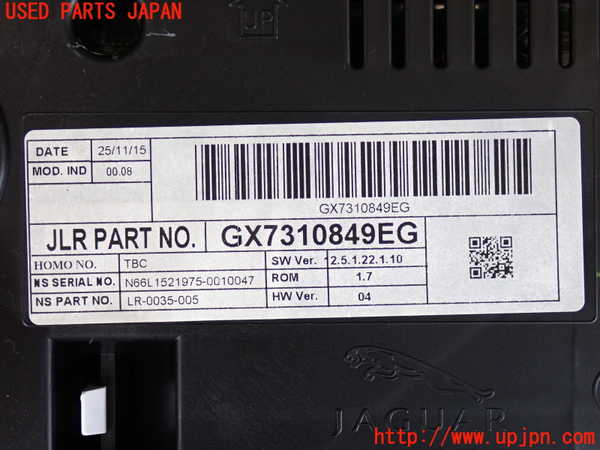 USED PARTS JAPAN
UP
DATE 25/11/15
MOD. IND 00.08
GX7310849EG
JLR PART NO. GX7310849EG
HOMO NO. TBC SW Ver. 2.5.1.22.1.10
NS SERIAL NO. N66L1521975-0010047 ROM 1.7
NS PART NO. LR-0035-005 HW Ver. 04
JAGUAR
http://www.upjpn.com